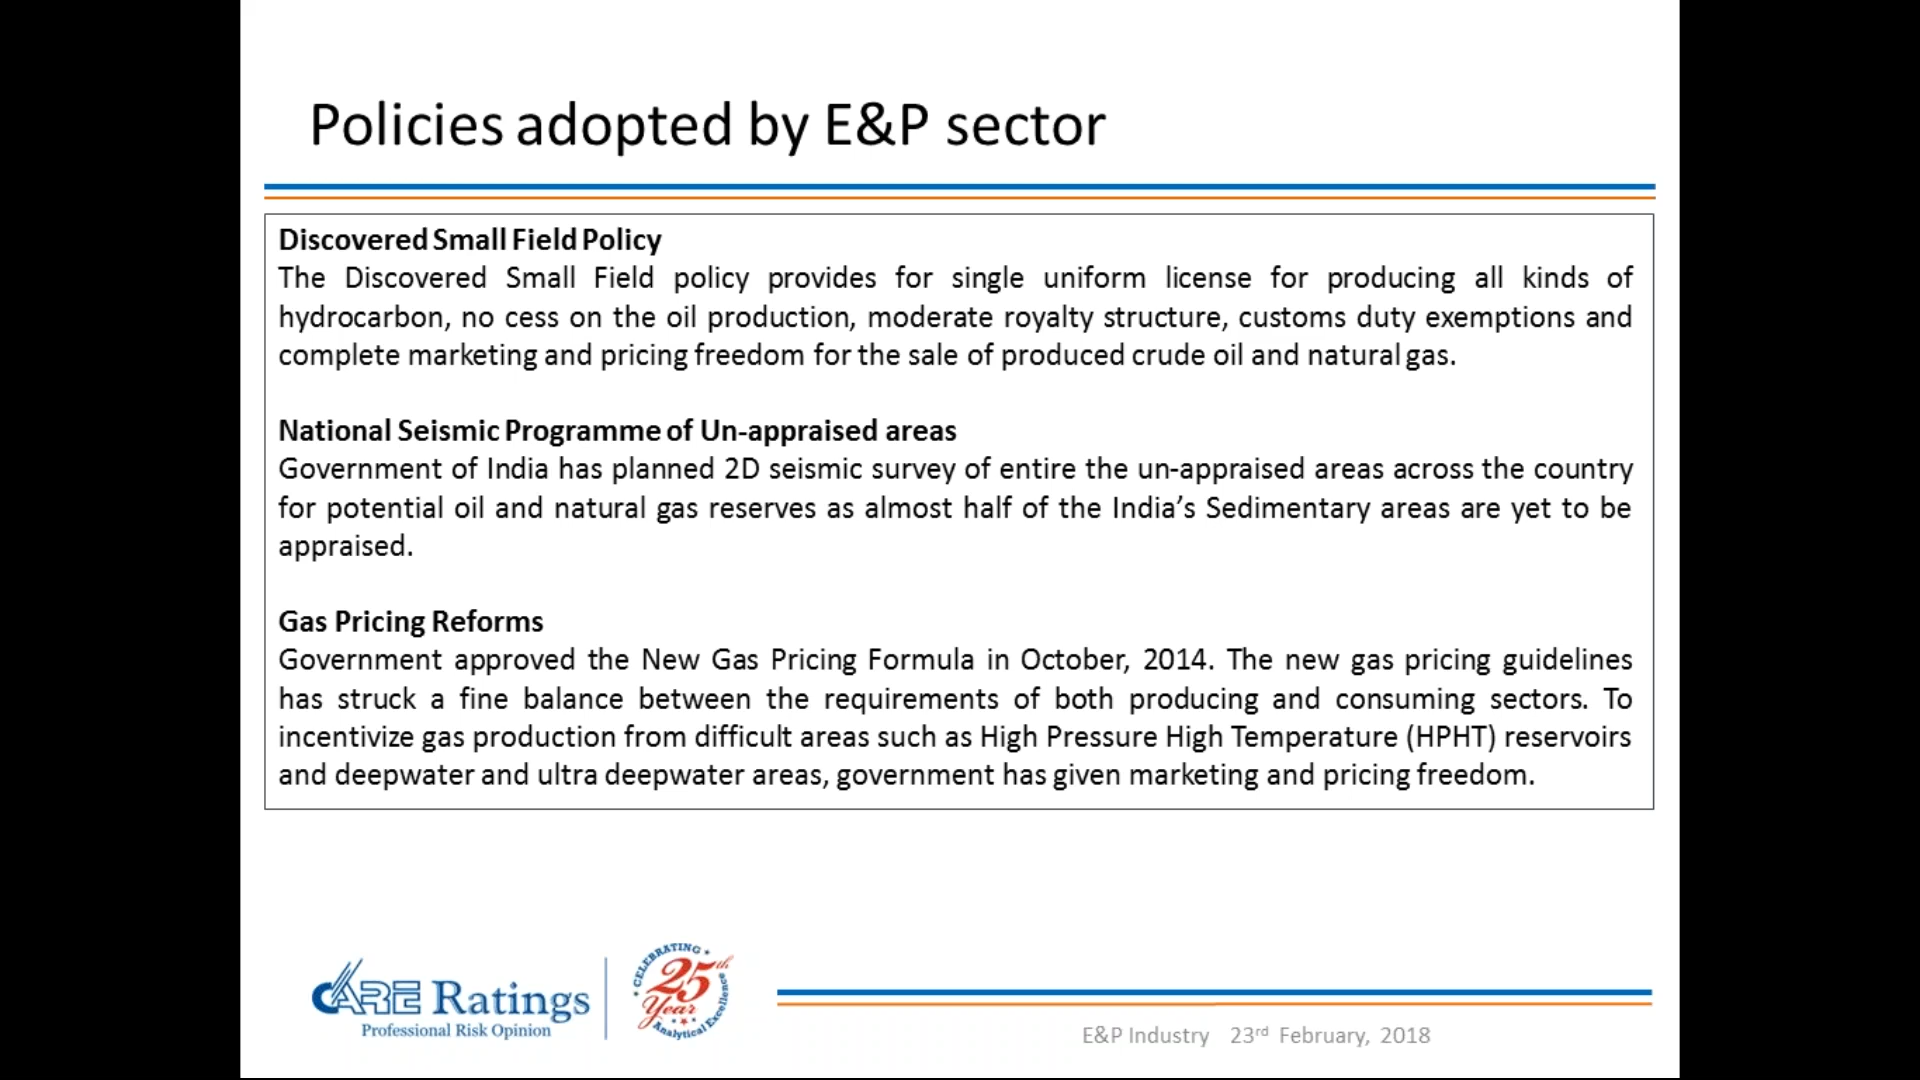 Policies adopted by E&P sector
Discovered Small Field Policy
The Discovered Small Field policy provides for single uniform license for producing all kinds of
hydrocarbon, no cess on the oil production, moderate royalty structure, customs duty exemptions and
complete marketing and pricing freedom for the sale of produced crude oil and natural gas.
National Seismic Programme of Un-appraised areas
Government of India has planned 2D seismic survey of entire the un-appraised areas across the country
for potential oil and natural gas reserves as almost half of the India’s Sedimentary areas are yet to be
appraised.
Gas Pricing Reforms
Government approved the New Gas Pricing Formula in October, 2014. The new gas pricing guidelines
has struck a fine balance between the requirements of both producing and consuming sectors. To
incentivize gas production from difficult areas such as High Pressure High Temperature (HPHT) reservoirs
and deepwater and ultra deepwater areas, government has given marketing and pricing freedom.
CARE Ratings
Professional Risk Opinion
CELEBRATING
25th
Year
Analytical Excellence
E&P Industry 23rd February, 2018